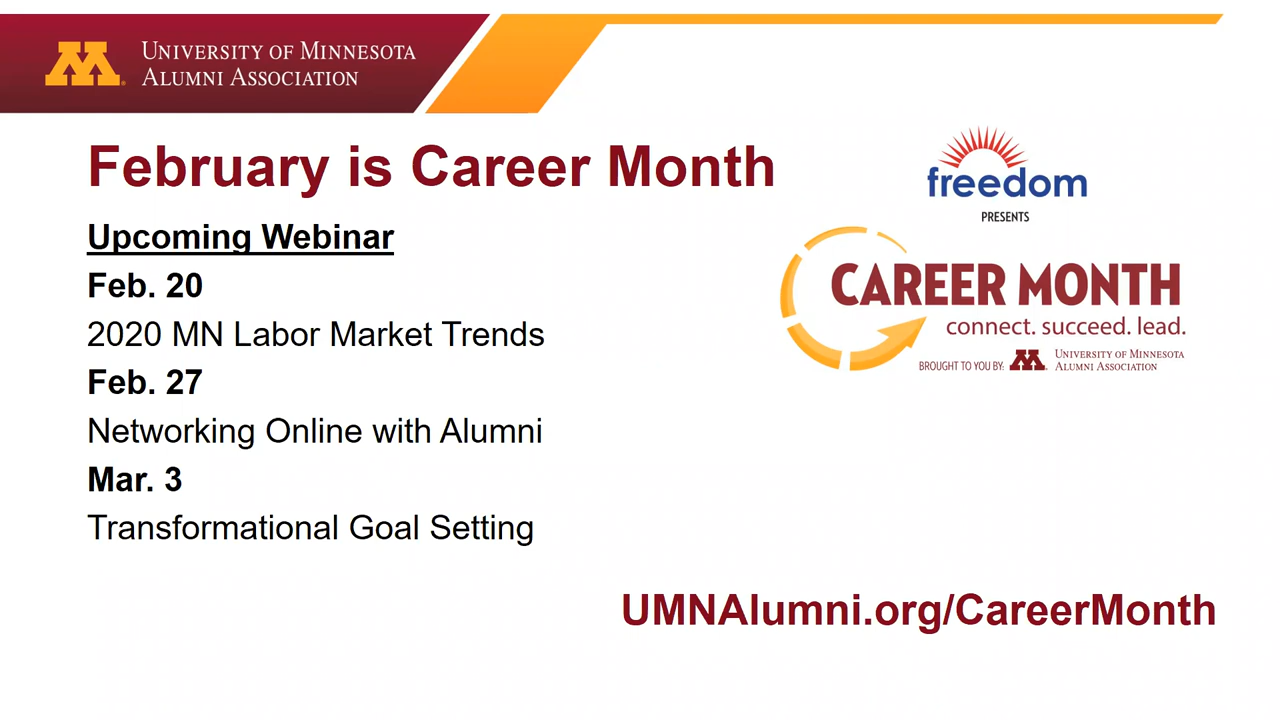 UNIVERSITY OF MINNESOTA
ALUMNI ASSOCIATION
February is Career Month
Upcoming Webinar
Feb. 20
2020 MN Labor Market Trends
Feb. 27
Networking Online with Alumni
Mar. 3
Transformational Goal Setting
freedom
PRESENTS
CAREER MONTH
connect. succeed. lead.
BROUGHT TO YOU BY: M UNIVERSITY OF MINNESOTA
ALUMNI ASSOCIATION
UMNAlumni.org/CareerMonth